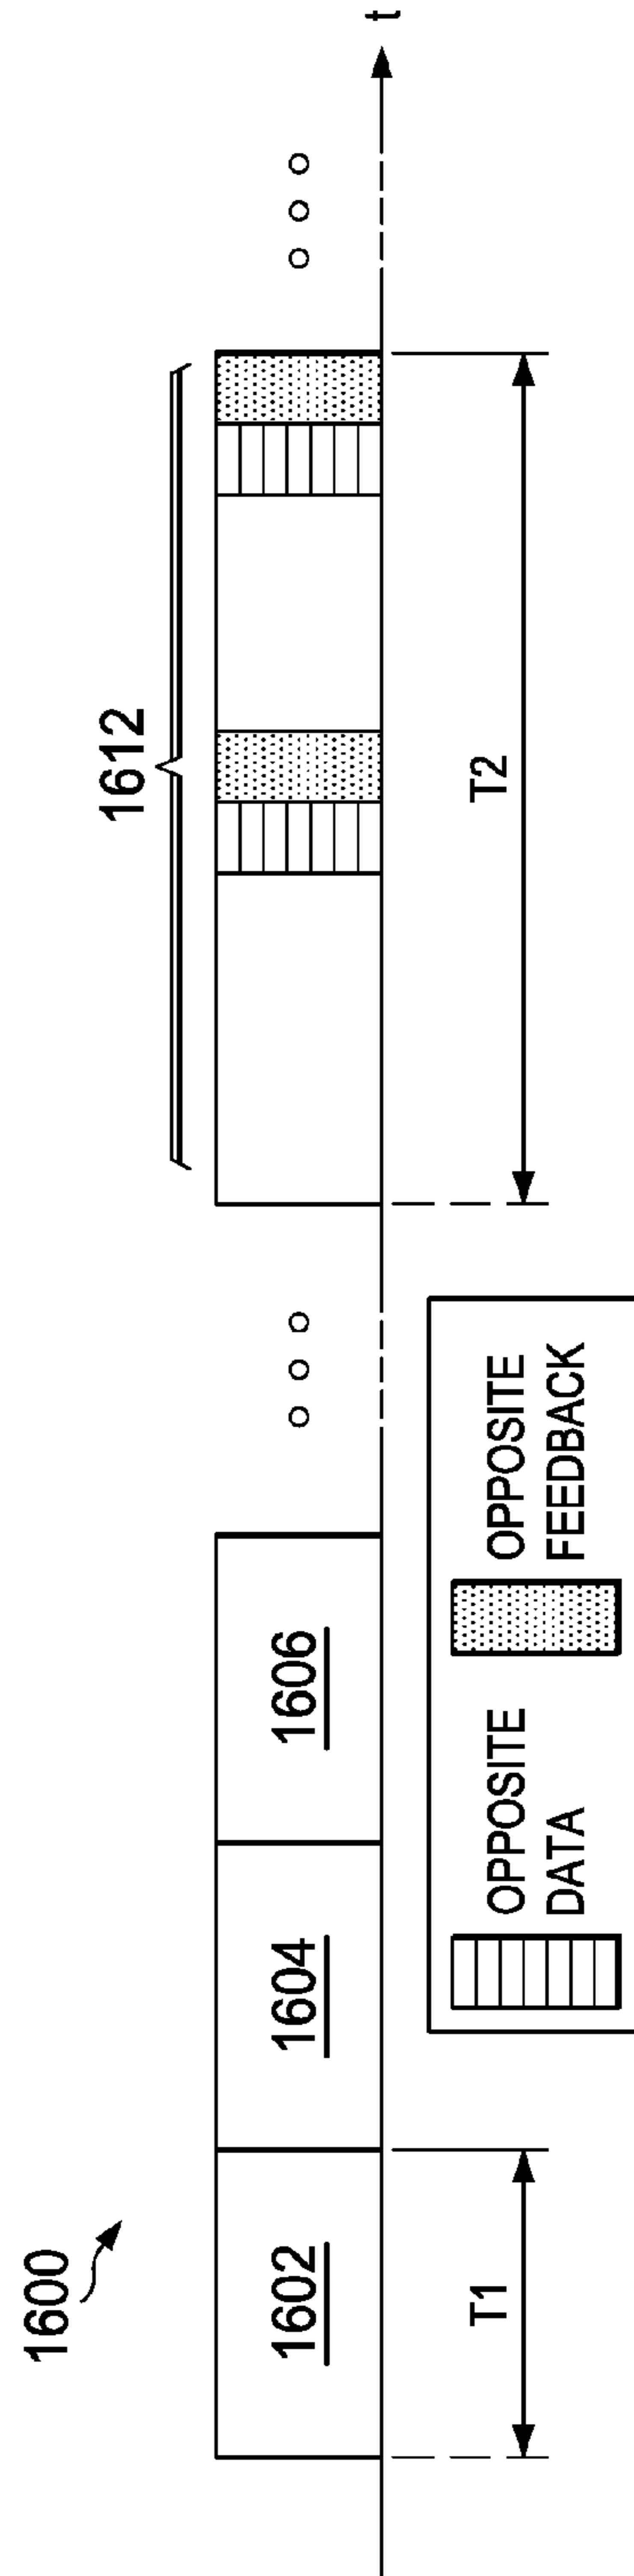 1600
1612
t
1602
1604
1606
T1
T2
OPPOSITE
DATA
OPPOSITE
FEEDBACK